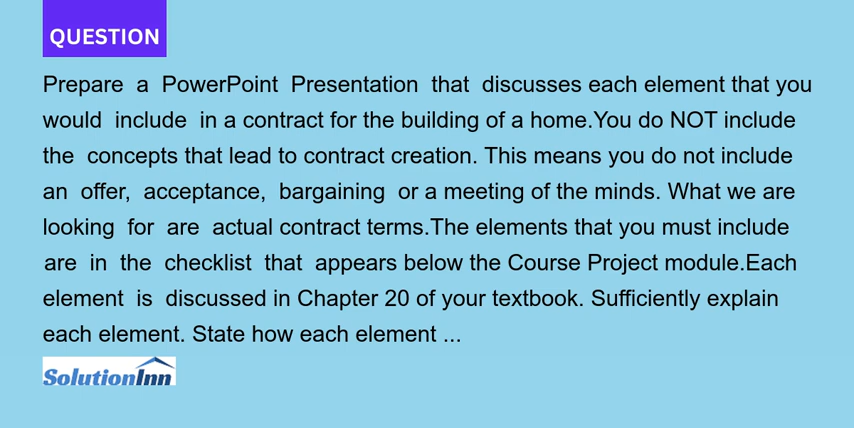 QUESTION
Prepare a PowerPoint Presentation that discusses each element that you
would include in a contract for the building of a home.You do NOT include
the concepts that lead to contract creation. This means you do not include
an offer, acceptance, bargaining or a meeting of the minds. What we are
looking for are actual contract terms.The elements that you must include
are in the checklist that appears below the Course Project module.Each
element is discussed in Chapter 20 of your textbook. Sufficiently explain
each element. State how each element ...
SolutionInn